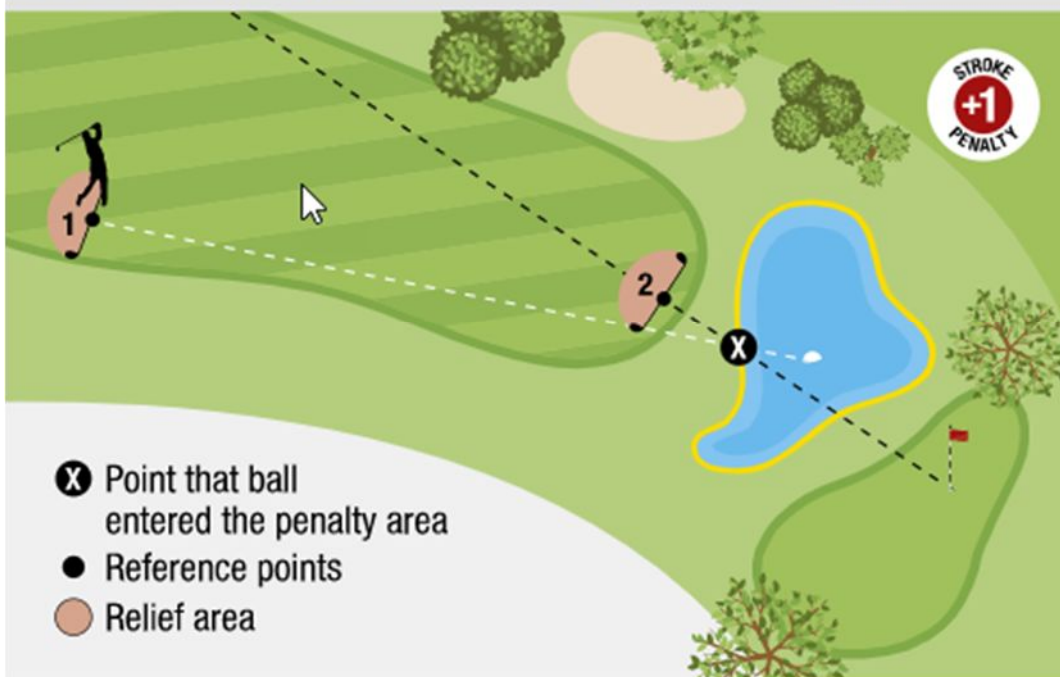 STROKE
+1
PENALTY
1
2
X
X Point that ball
entered the penalty area
Reference points
Relief area